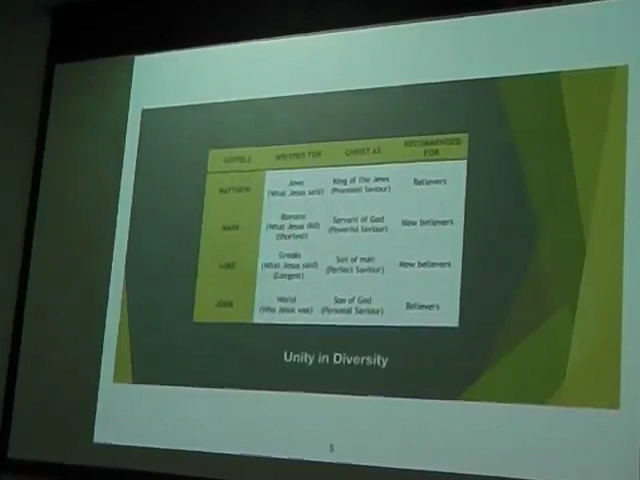 GOSPELS WRITTEN FOR CHRIST AS RECOMMENDED
FOR
MATTHEW Jews King of the Jews Believers
(What Jesus said) (Promised Saviour)
MARK Romans Servant of God New believers
(What Jesus did) (Powerful Saviour)
(Shortest)
LUKE Greeks Son of man New believers
(What Jesus said) (Perfect Saviour)
(Longest)
JOHN World Son of God Believers
(Who Jesus was) (Personal Saviour)
Unity in Diversity
5